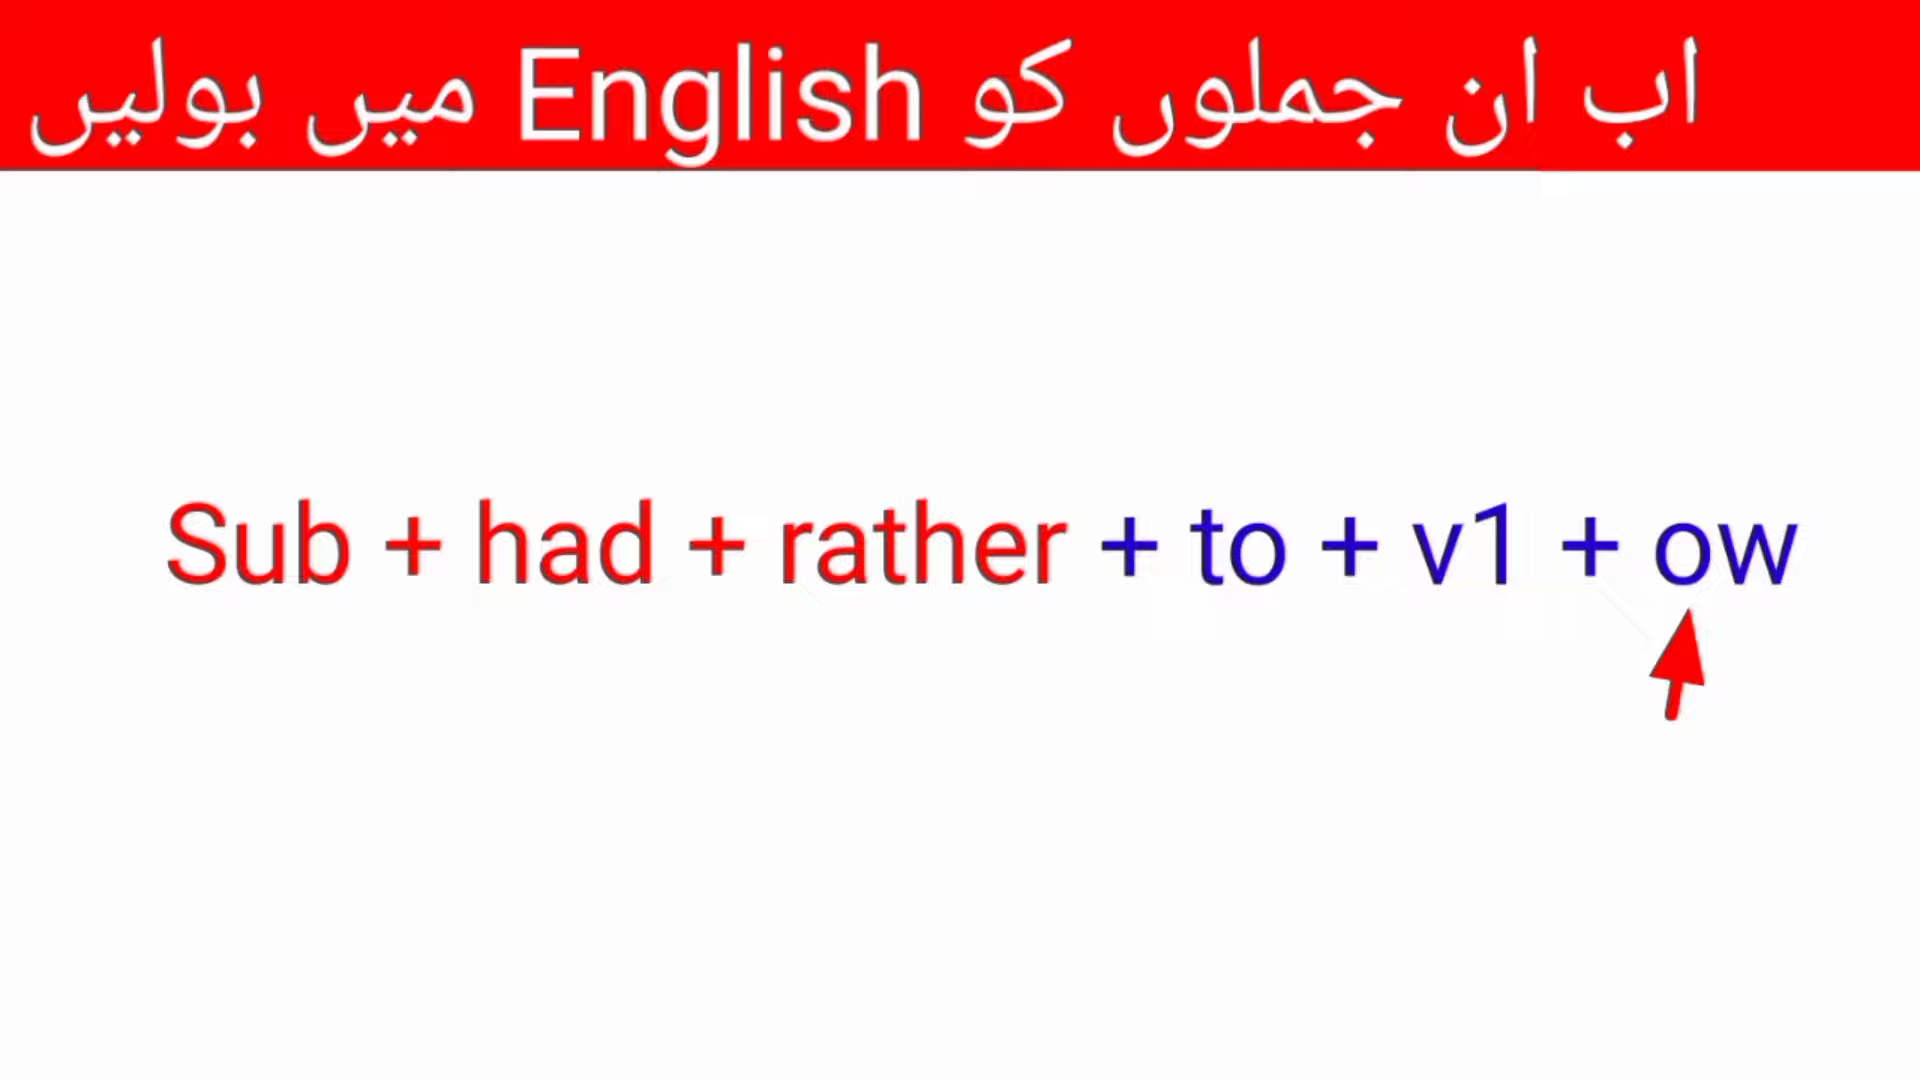 اب ان جملوں کو English میں بولیں
Sub + had + rather + to + v1 + ow